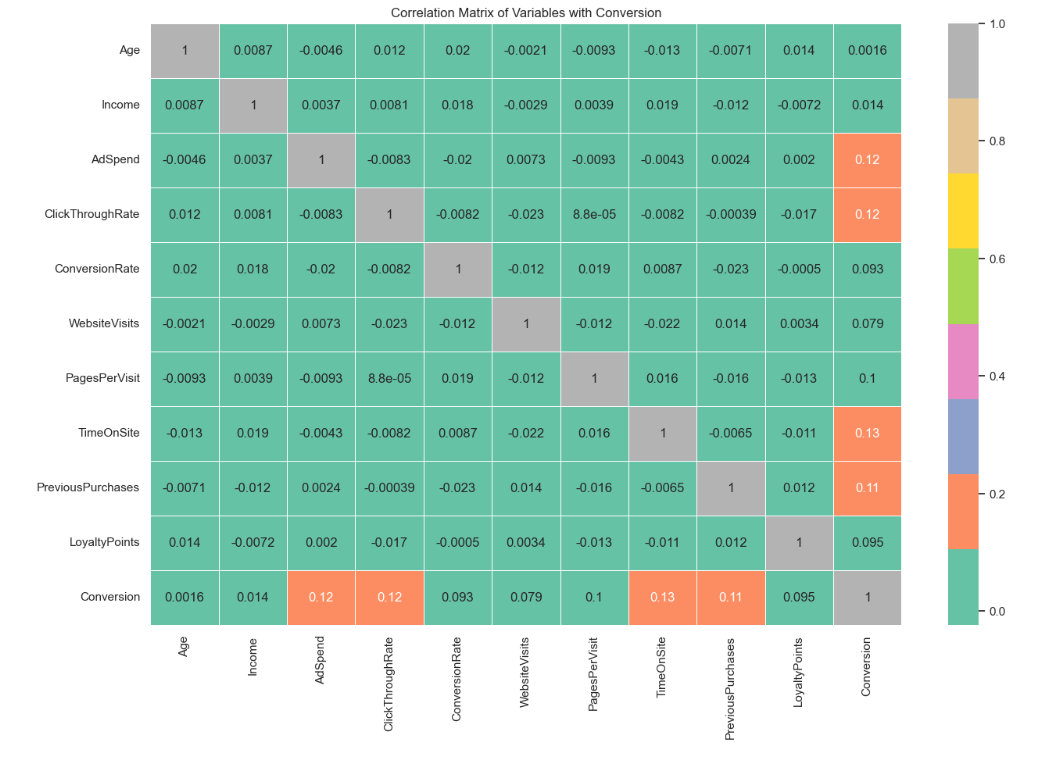 Correlation Matrix of Variables with Conversion
Age 1 0.0087 -0.0046 0.012 0.02 -0.0021 -0.0093 -0.013 -0.0071 0.014 0.0016
Income 0.0087 1 0.0037 0.0081 0.018 -0.0029 0.0039 0.019 -0.012 -0.0072 0.014
AdSpend -0.0046 0.0037 1 -0.0083 -0.02 0.0073 -0.0093 -0.0043 0.0024 0.002 0.12
ClickThroughRate 0.012 0.0081 -0.0083 1 -0.0082 -0.023 8.8e-05 -0.0082 -0.00039 -0.017 0.12
ConversionRate 0.02 0.018 -0.02 -0.0082 1 -0.012 0.019 0.0087 -0.023 -0.0005 0.093
WebsiteVisits -0.0021 -0.0029 0.0073 -0.023 -0.012 1 -0.012 -0.022 0.014 0.0034 0.079
PagesPerVisit -0.0093 0.0039 -0.0093 8.8e-05 0.019 -0.012 1 0.016 -0.016 -0.013 0.1
TimeOnSite -0.013 0.019 -0.0043 -0.0082 0.0087 -0.022 0.016 1 -0.0065 -0.011 0.13
PreviousPurchases -0.0071 -0.012 0.0024 -0.00039 -0.023 0.014 -0.016 -0.0065 1 0.012 0.11
LoyaltyPoints 0.014 -0.0072 0.002 -0.017 -0.0005 0.0034 -0.013 -0.011 0.012 1 0.095
Conversion 0.0016 0.014 0.12 0.12 0.093 0.079 0.1 0.13 0.11 0.095 1
Age
Income
AdSpend
ClickThroughRate
ConversionRate
WebsiteVisits
PagesPerVisit
TimeOnSite
PreviousPurchases
LoyaltyPoints
Conversion
1.0
0.8
0.6
0.4
0.2
0.0